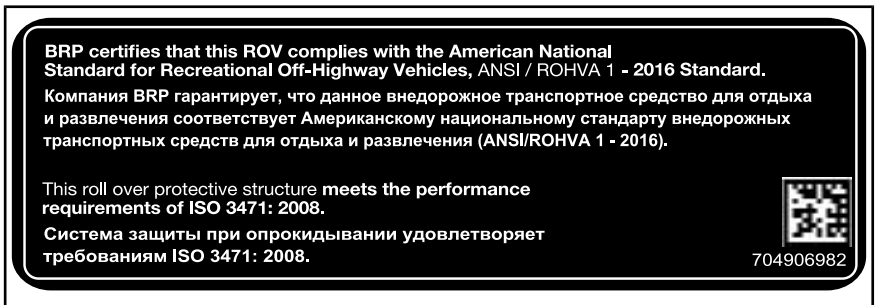 BRP certifies that this ROV complies with the American National
Standard for Recreational Off-Highway Vehicles, ANSI / ROHVA 1 - 2016 Standard.
Компания BRP гарантирует, что данное внедорожное транспортное средство для отдыха
и развлечения соответствует Американскому национальному стандарту внедорожных
транспортных средств для отдыха и развлечения (ANSI/ROHVA 1 - 2016).
This roll over protective structure meets the performance
requirements of ISO 3471: 2008.
Система защиты при опрокидывании удовлетворяет
требованиям ISO 3471: 2008.
704906982